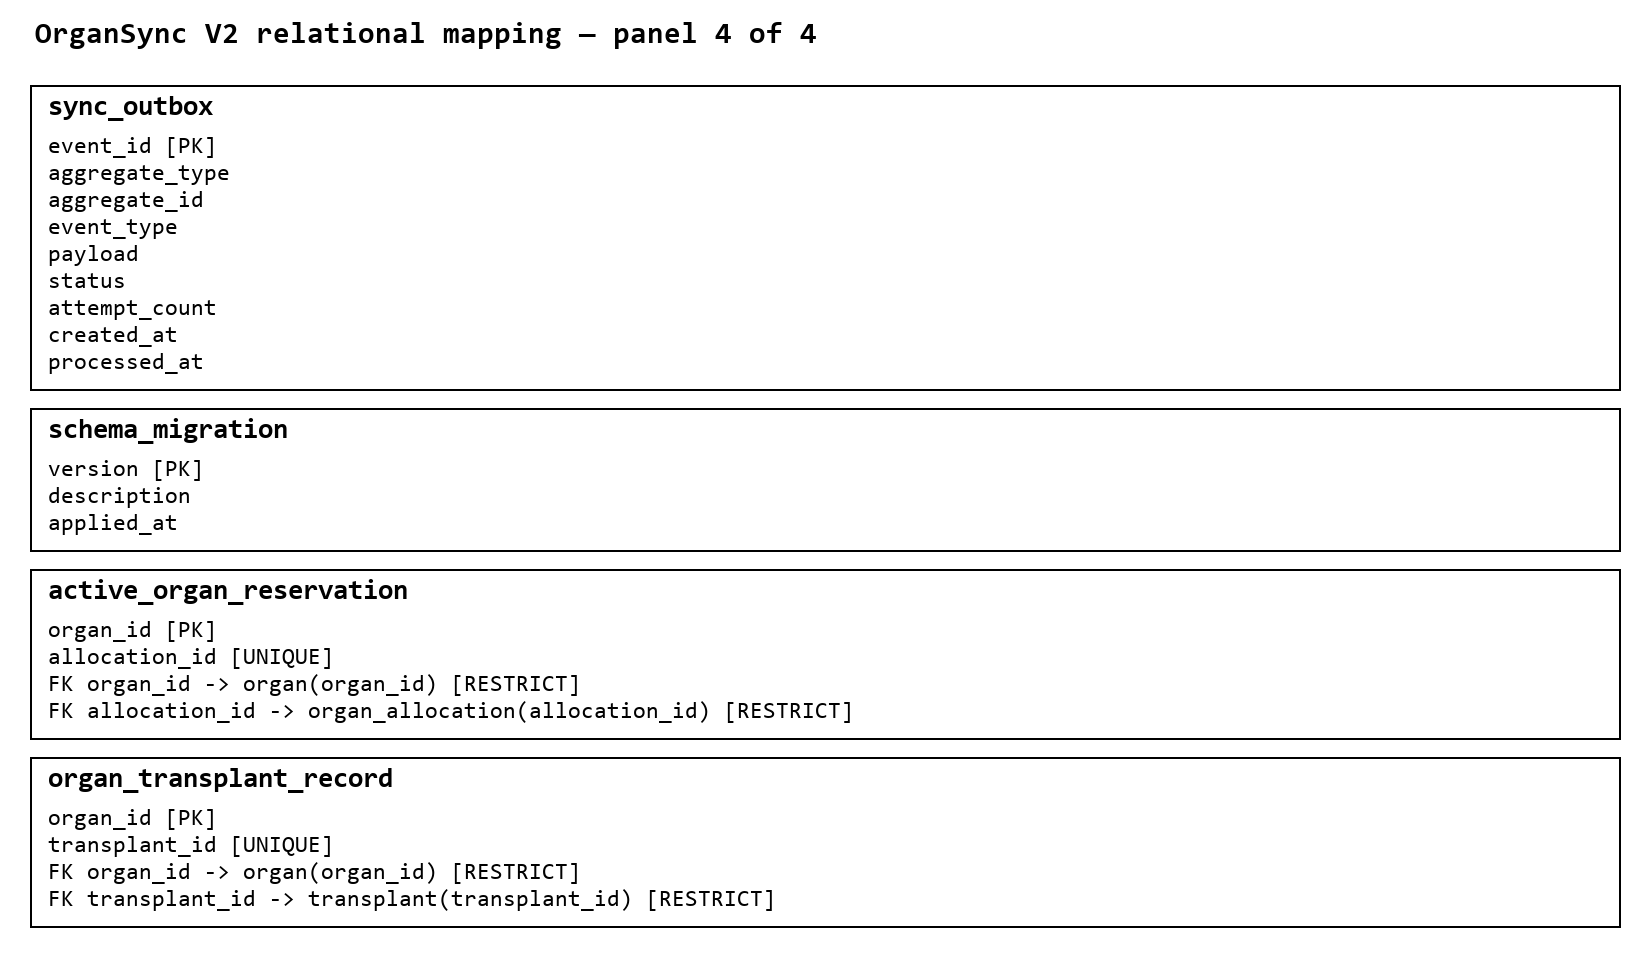 OrganSync V2 relational mapping — panel 4 of 4
sync_outbox
event_id [PK]
aggregate_type
aggregate_id
event_type
payload
status
attempt_count
created_at
processed_at
schema_migration
version [PK]
description
applied_at
active_organ_reservation
organ_id [PK]
allocation_id [UNIQUE]
FK organ_id -> organ(organ_id) [RESTRICT]
FK allocation_id -> organ_allocation(allocation_id) [RESTRICT]
organ_transplant_record
organ_id [PK]
transplant_id [UNIQUE]
FK organ_id -> organ(organ_id) [RESTRICT]
FK transplant_id -> transplant(transplant_id) [RESTRICT]